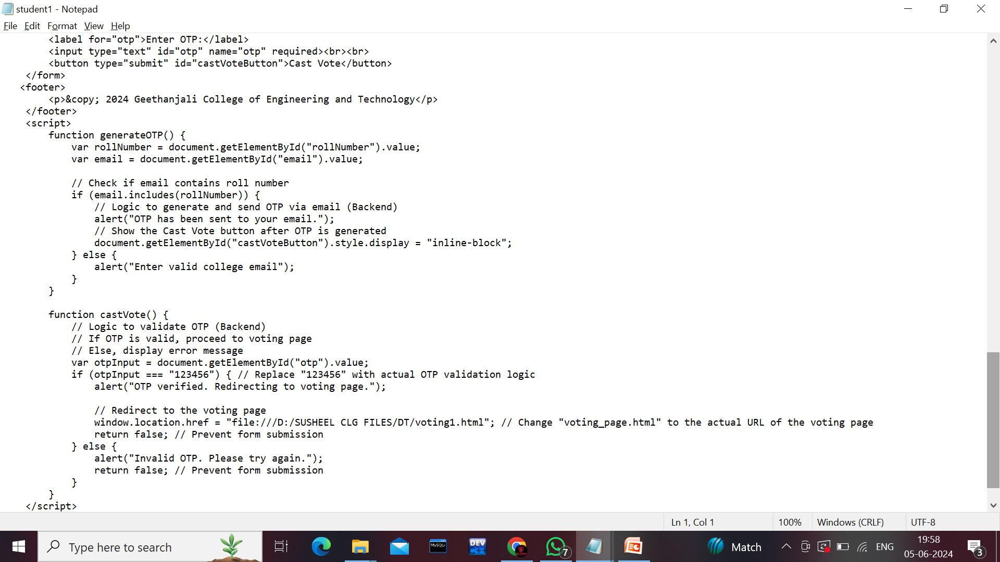 student1 - Notepad
File Edit Format View Help
<label for="otp">Enter OTP:</label>
<input type="text" id="otp" name="otp" required><br><br>
<button type="submit" id="castVoteButton">Cast Vote</button>
</form>
<footer>
<p>&copy; 2024 Geethanjali College of Engineering and Technology</p>
</footer>
<script>
function generateOTP() {
var rollNumber = document.getElementById("rollNumber").value;
var email = document.getElementById("email").value;
// Check if email contains roll number
if (email.includes(rollNumber)) {
// Logic to generate and send OTP via email (Backend)
alert("OTP has been sent to your email.");
// Show the Cast Vote button after OTP is generated
document.getElementById("castVoteButton").style.display = "inline-block";
} else {
alert("Enter valid college email");
}
}
function castVote() {
// Logic to validate OTP (Backend)
// If OTP is valid, proceed to voting page
// Else, display error message
var otpInput = document.getElementById("otp").value;
if (otpInput === "123456") { // Replace "123456" with actual OTP validation logic
alert("OTP verified. Redirecting to voting page.");
// Redirect to the voting page
window.location.href = "file:///D:/SUSHEEL CLG FILES/DT/voting1.html"; // Change "voting_page.html" to the actual URL of the voting page
return false; // Prevent form submission
} else {
alert("Invalid OTP. Please try again.");
return false; // Prevent form submission
}
}
</script>
Ln 1, Col 1 100% Windows (CRLF) UTF-8
Type here to search MySQL DEV C++ 7 Match ENG 19:58 3
05-06-2024